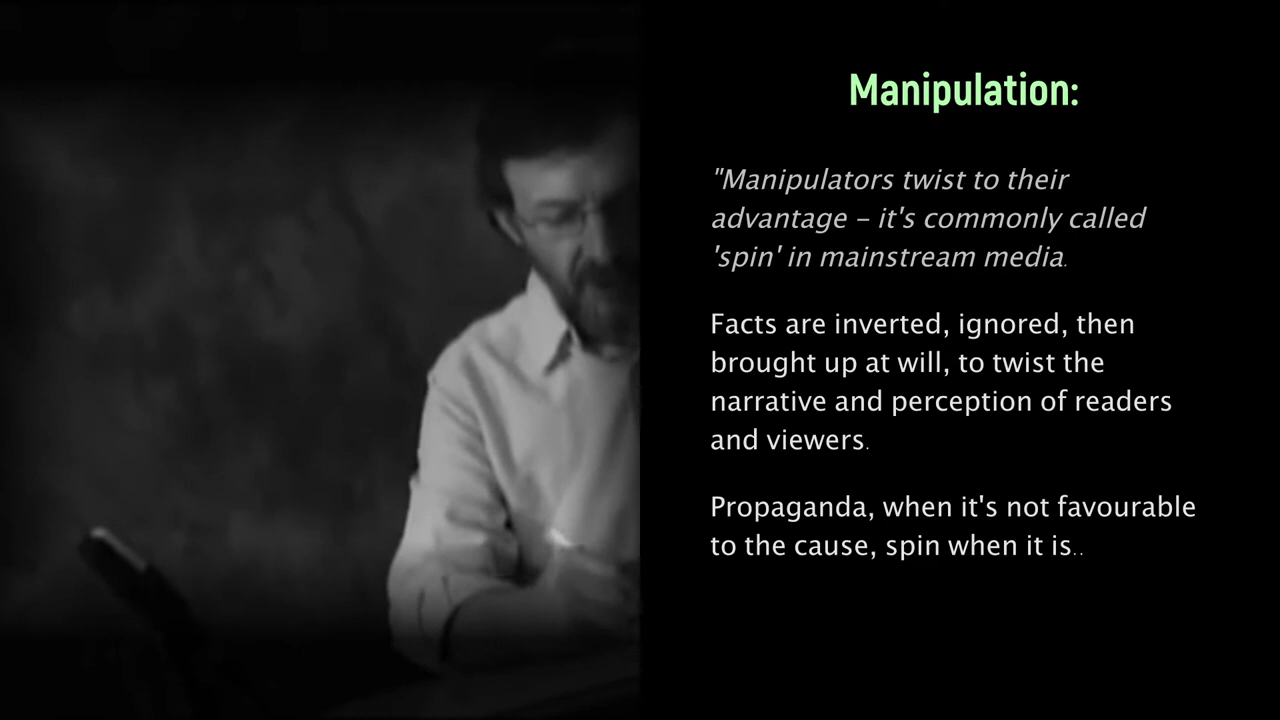 Manipulation:
"Manipulators twist to their
advantage – it's commonly called
'spin' in mainstream media.
Facts are inverted, ignored, then
brought up at will, to twist the
narrative and perception of readers
and viewers.
Propaganda, when it's not favourable
to the cause, spin when it is..